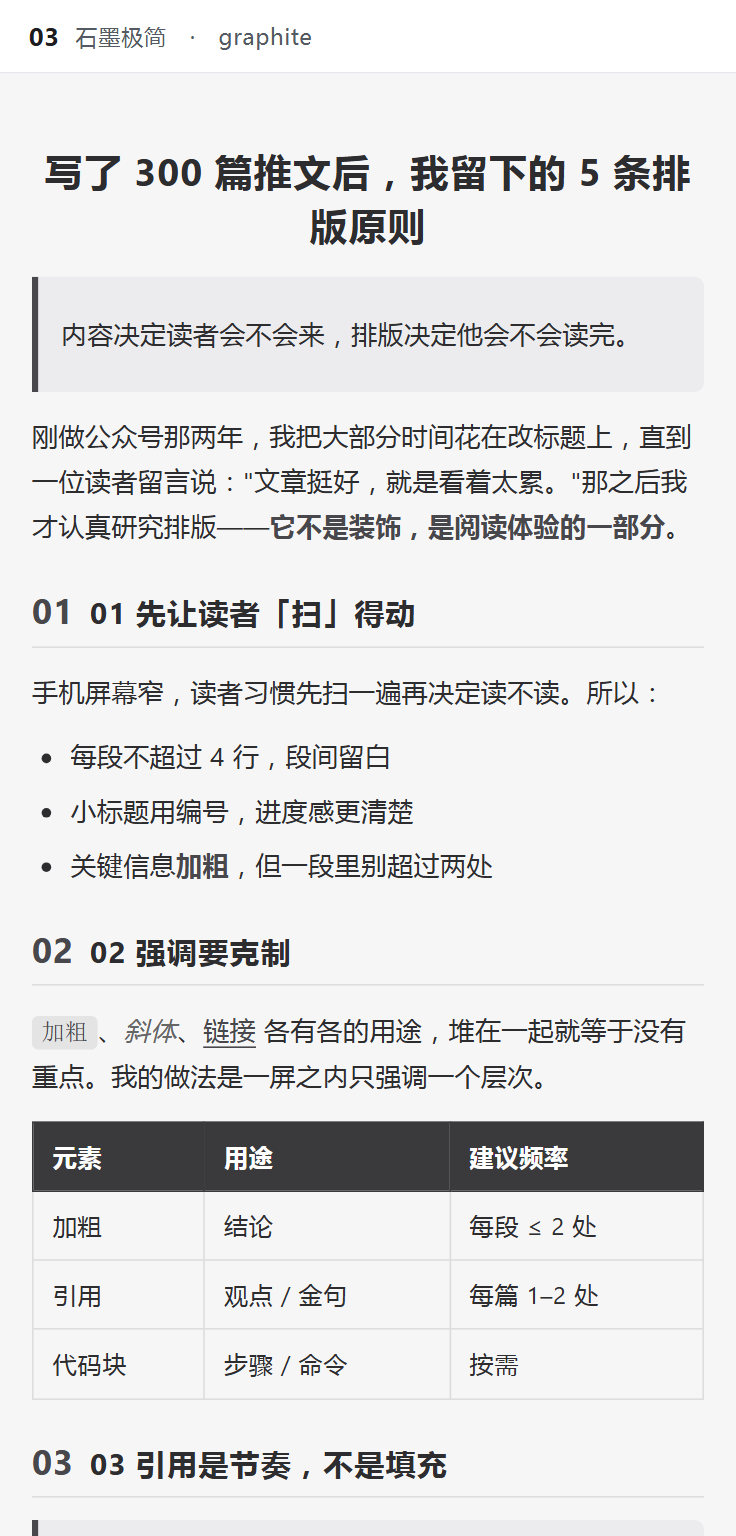 03 石墨极简 · graphite
写了 300 篇推文后，我留下的 5 条排
版原则
内容决定读者会不会来，排版决定他会不会读完。
刚做公众号那两年，我把大部分时间花在改标题上，直到
一位读者留言说："文章挺好，就是看着太累。"那之后我
才认真研究排版——它不是装饰，是阅读体验的一部分。
01 01 先让读者「扫」得动
手机屏幕窄，读者习惯先扫一遍再决定读不读。所以：
• 每段不超过 4 行，段间留白
• 小标题用编号，进度感更清楚
• 关键信息加粗，但一段里别超过两处
02 02 强调要克制
加粗、斜体、链接 各有各的用途，堆在一起就等于没有
重点。我的做法是一屏之内只强调一个层次。
元素 用途 建议频率
加粗 结论 每段 ≤ 2 处
引用 观点 / 金句 每篇 1–2 处
代码块 步骤 / 命令 按需
03 03 引用是节奏，不是填充